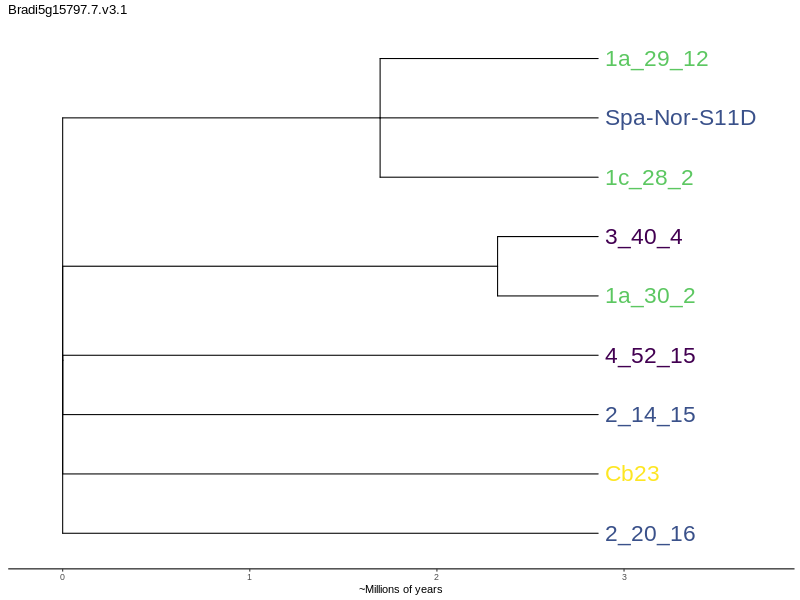 Bradi5g15797.7.v3.1
1a_29_12
Spa-Nor-S11D
1c_28_2
3_40_4
1a_30_2
4_52_15
2_14_15
Cb23
2_20_16
0 1 2 3
~Millions of years